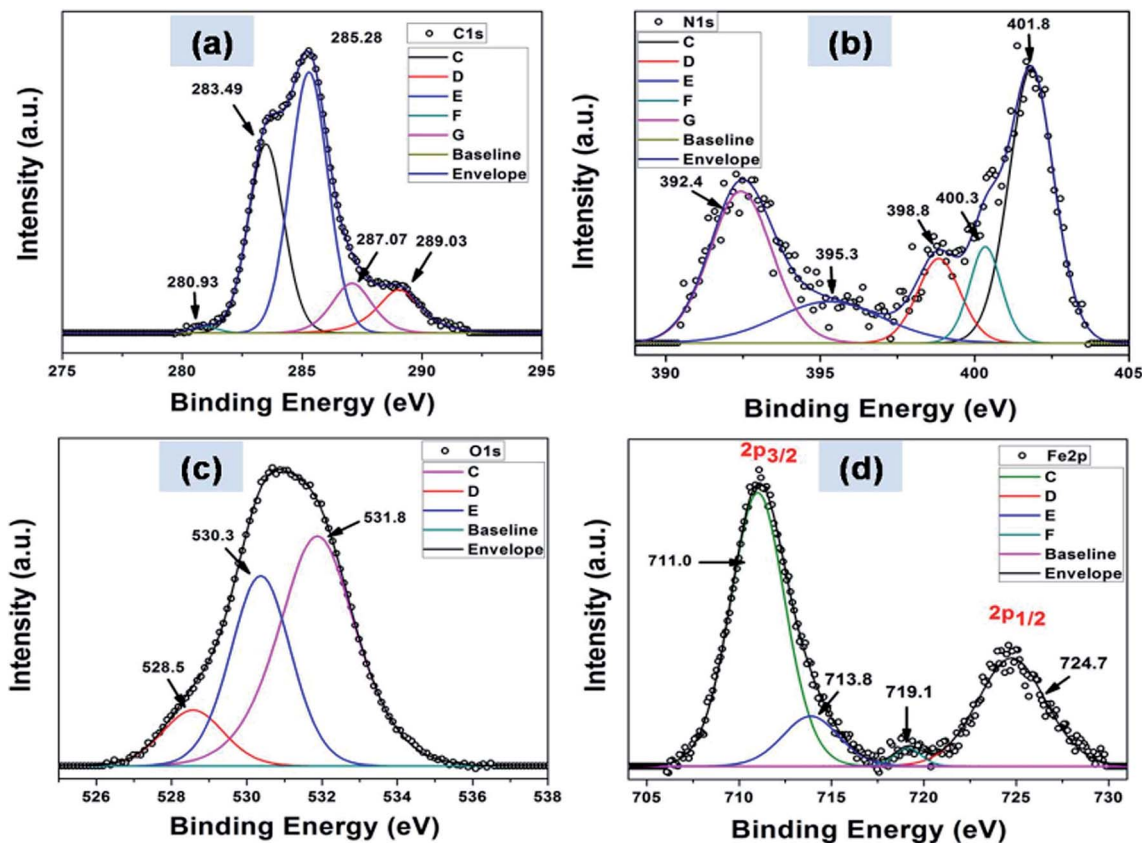 (a)
285.28
283.49
280.93
287.07
289.03
C1s
C
D
E
F
G
Baseline
Envelope
Intensity (a.u.)
275 280 285 290 295
Binding Energy (eV)
(b)
N1s
C
D
E
F
G
Baseline
Envelope
401.8
392.4
395.3
398.8
400.3
Intensity (a.u.)
390 395 400 405
Binding Energy (eV)
(c)
O1s
C
D
E
Baseline
Envelope
530.3
531.8
528.5
Intensity (a.u.)
526 528 530 532 534 536 538
Binding Energy (eV)
(d)
2p3/2
Fe2p
C
D
E
F
Baseline
Envelope
711.0
2p1/2
713.8
719.1
724.7
Intensity (a.u.)
705 710 715 720 725 730
Binding Energy (eV)